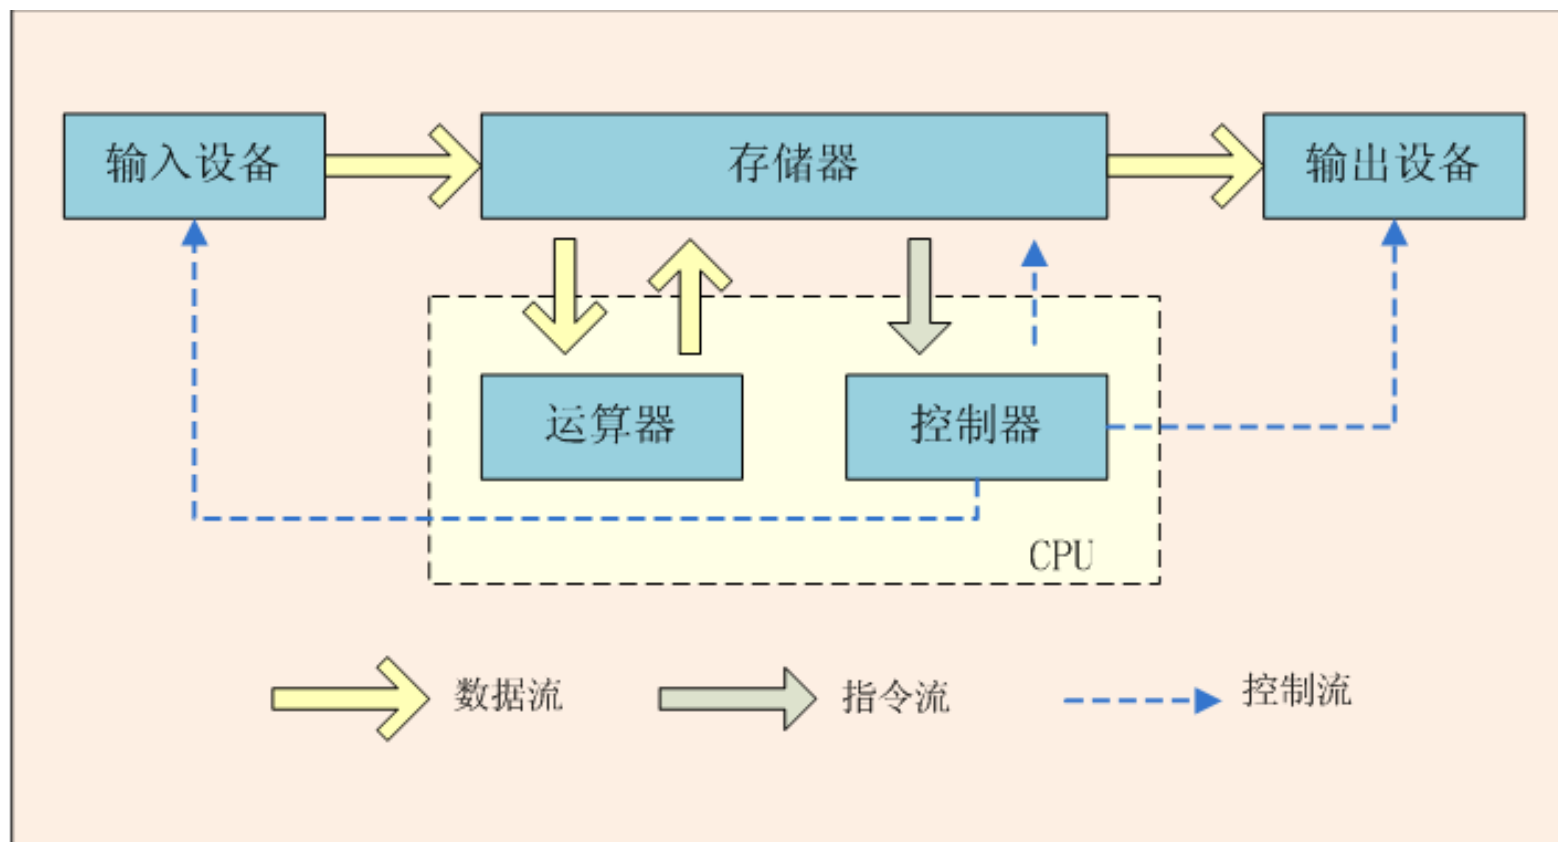 输入设备
存储器
输出设备
运算器
控制器
CPU
数据流
指令流
控制流